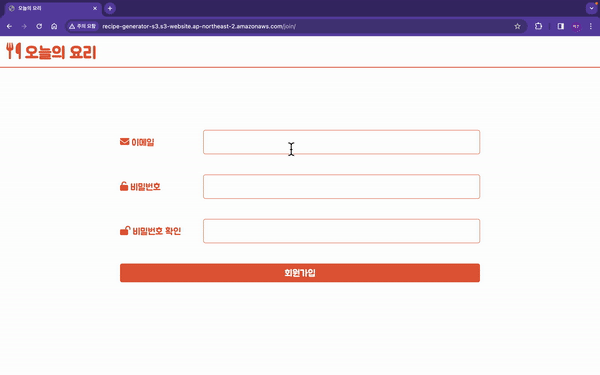 오늘의 요리
주의 요함 recipe-generator-s3.s3-website.ap-northeast-2.amazonaws.com/join/
오늘의 요리
이메일
비밀번호
비밀번호 확인
회원가입